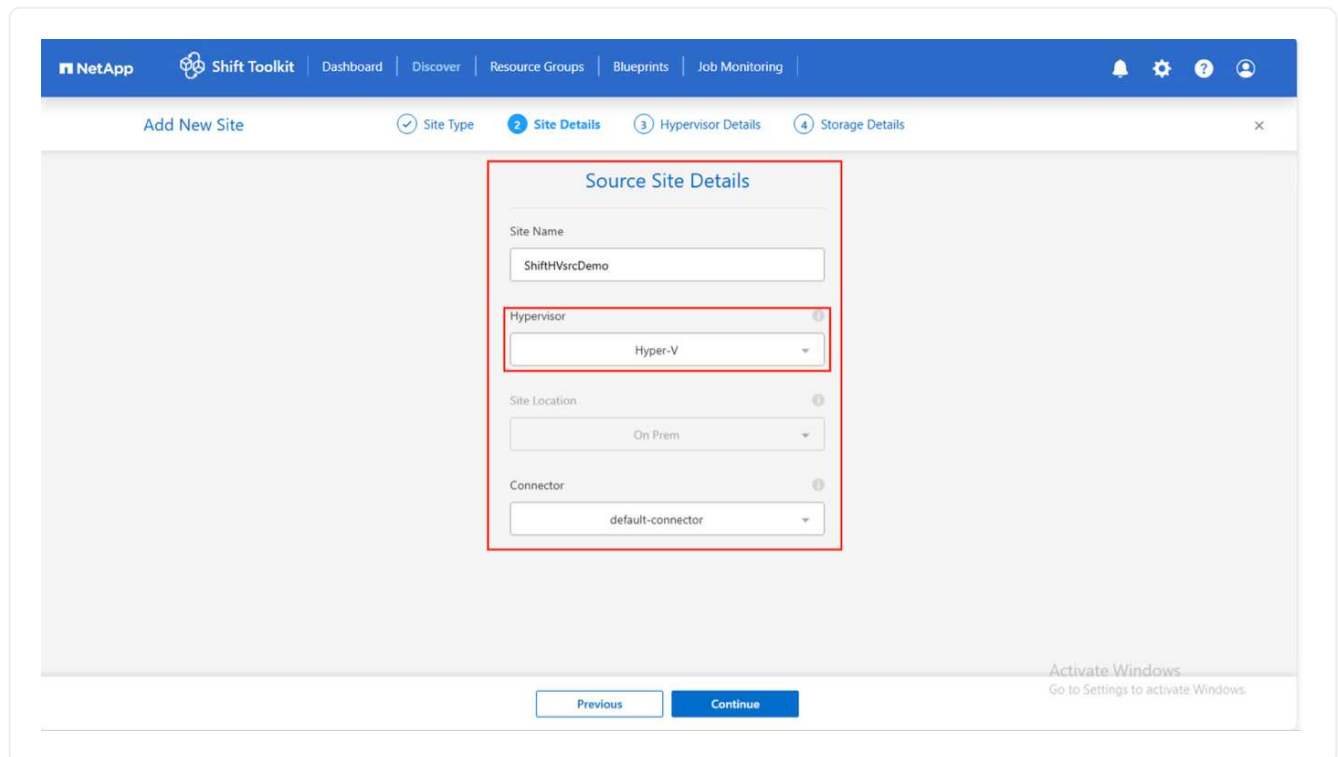 NetApp Shift Toolkit Dashboard Discover Resource Groups Blueprints Job Monitoring ?
Add New Site Site Type 2 Site Details 3 Hypervisor Details 4 Storage Details ×
Source Site Details
Site Name
ShiftHVsrcDemo
Hypervisor
Hyper-V
Site Location
On Prem
Connector
default-connector
Activate Windows
Go to Settings to activate Windows.
Previous Continue